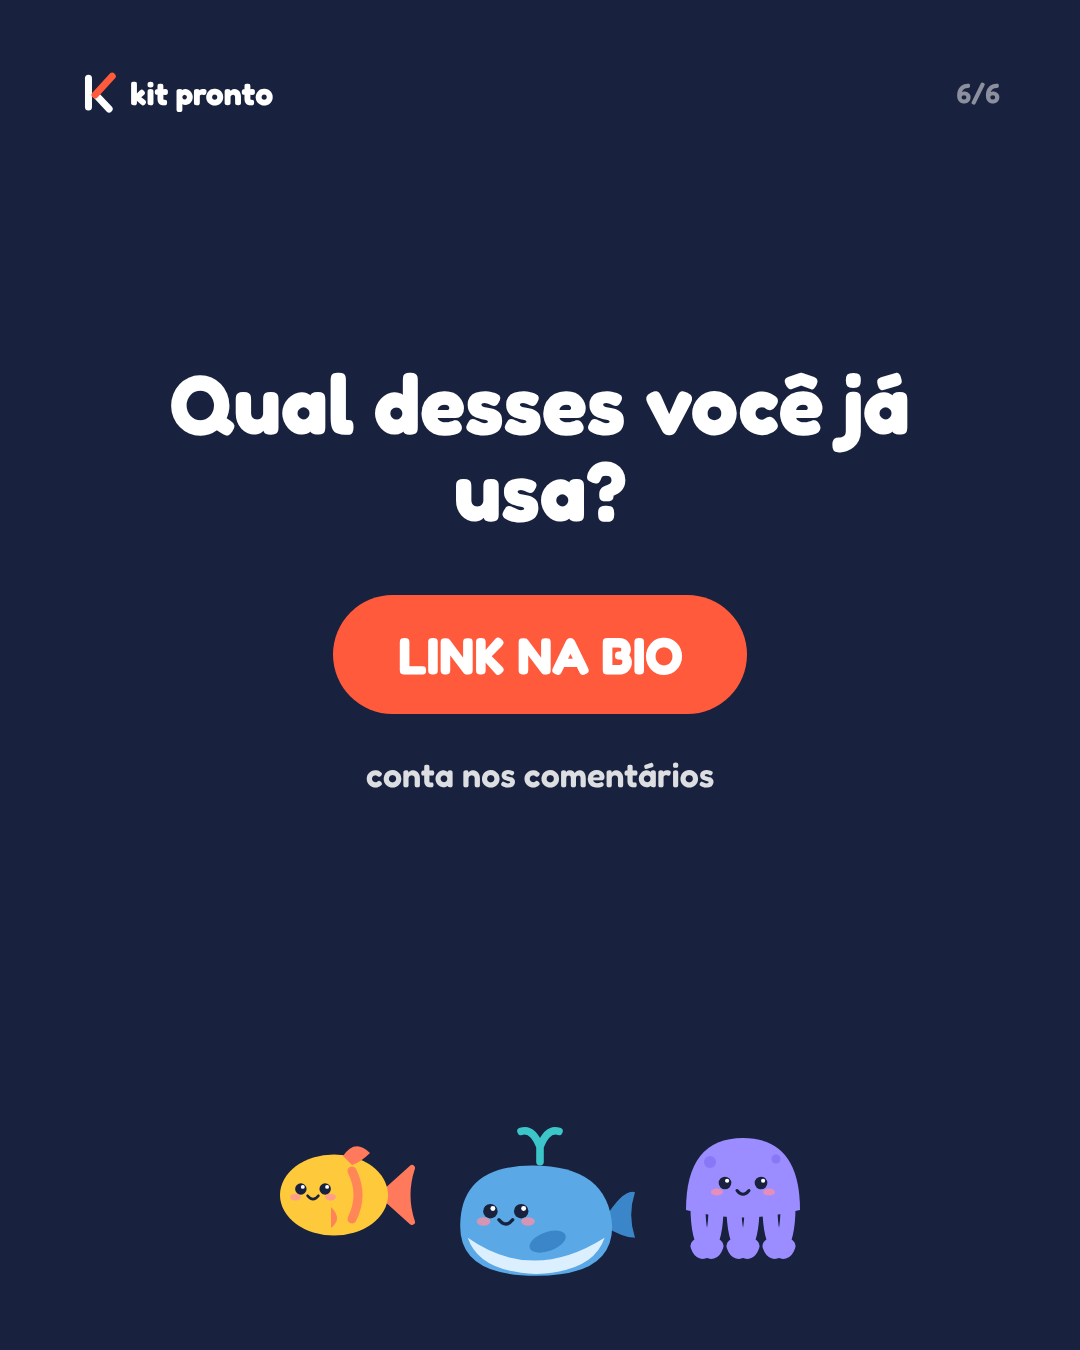 kit pronto
6/6
Qual desses você já
usa?
LINK NA BIO
conta nos comentários